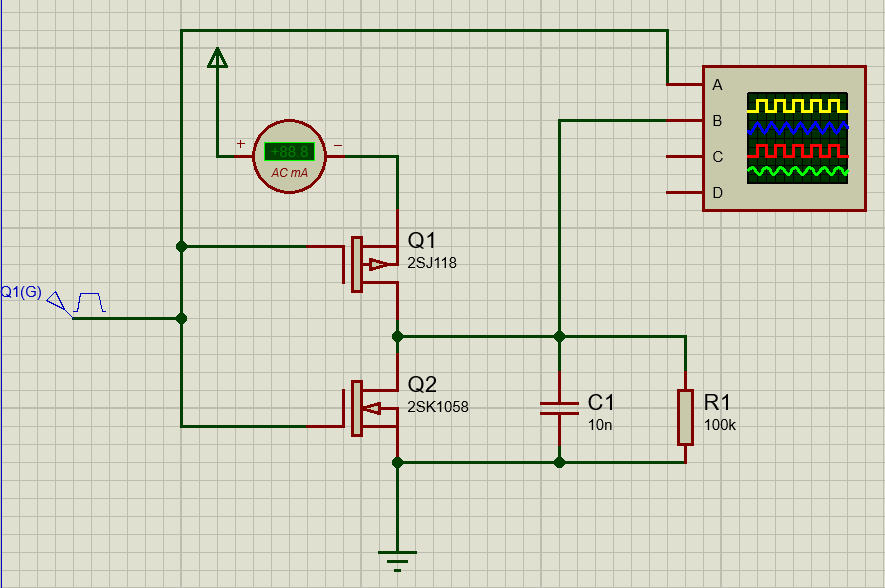 A
B
C
D
+
−
+88.8
AC mA
Q1
2SJ118
Q1(G)
Q2
2SK1058
C1
10n
R1
100k